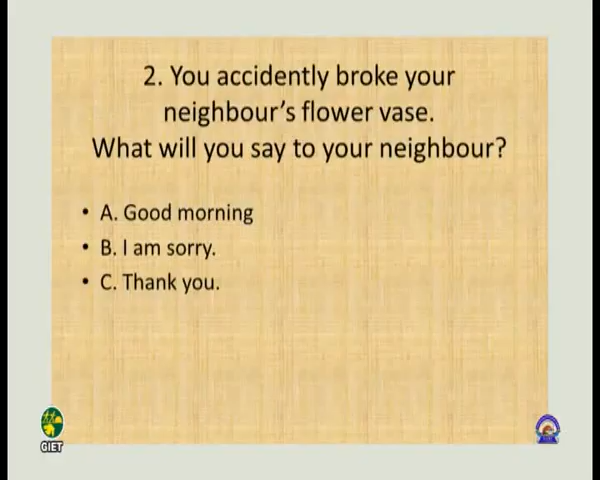 2. You accidently broke your
neighbour's flower vase.
What will you say to your neighbour?
• A. Good morning
• B. I am sorry.
• C. Thank you.
GIET